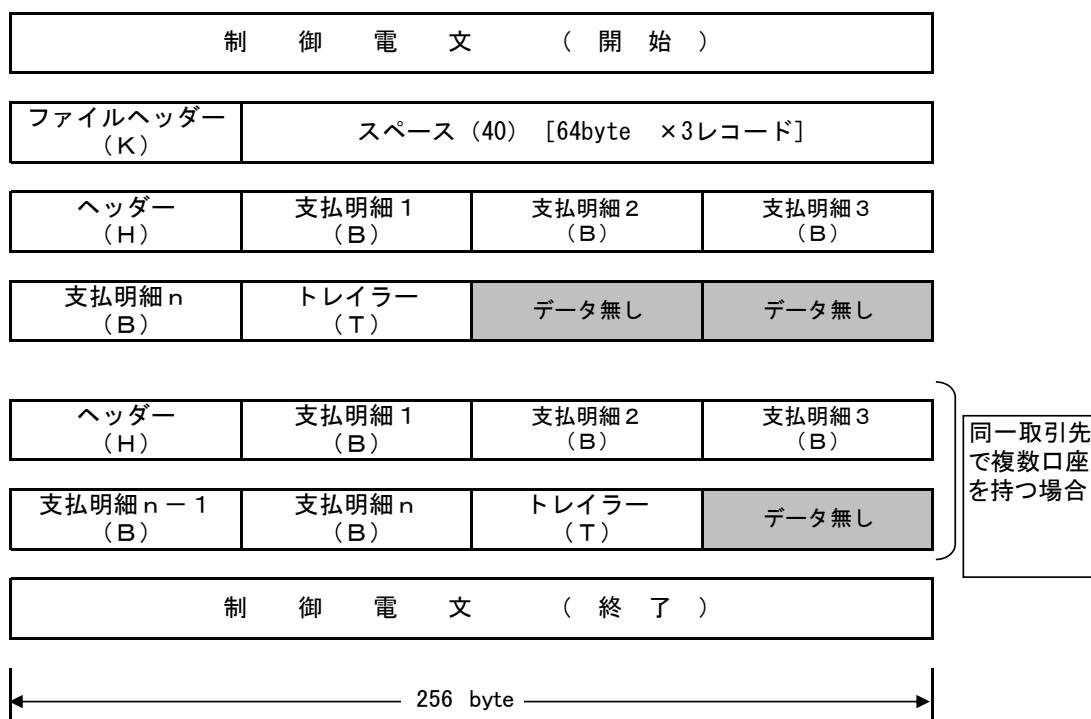 制 御 電 文 （ 開 始 ）
ファイルヘッダー
（Ｋ）
スペース (40) [64byte ×3レコード]
ヘッダー
（Ｈ）
支払明細１
（Ｂ）
支払明細２
（Ｂ）
支払明細３
（Ｂ）
支払明細ｎ
（Ｂ）
トレイラー
（Ｔ）
データ無し
データ無し
ヘッダー
（Ｈ）
支払明細１
（Ｂ）
支払明細２
（Ｂ）
支払明細３
（Ｂ）
同一取引先
で複数口座
を持つ場合
支払明細ｎ－１
（Ｂ）
支払明細ｎ
（Ｂ）
トレイラー
（Ｔ）
データ無し
制 御 電 文 （ 終 了 ）
256 byte